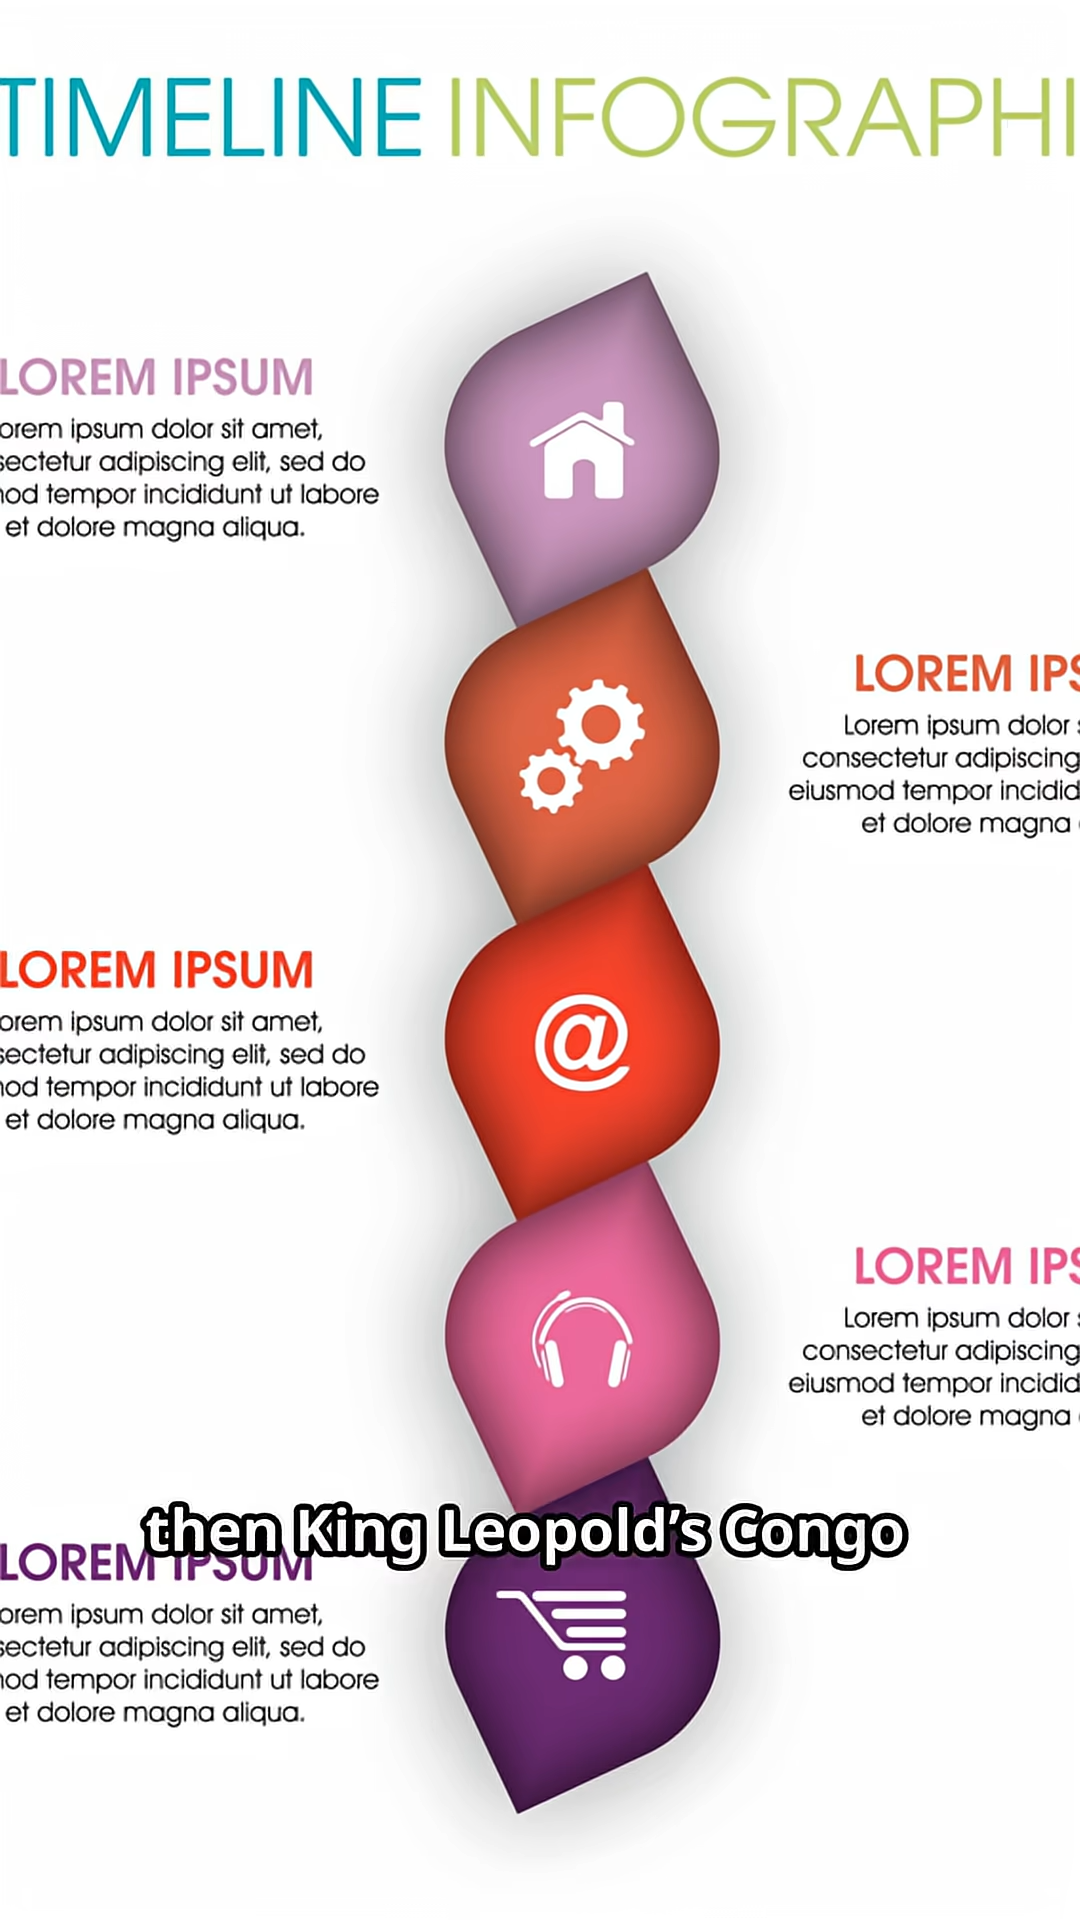 TIMELINE INFOGRAPHI
LOREM IPSUM
orem ipsum dolor sit amet,
sectetur adipiscing elit, sed do
nod tempor incididunt ut labore
et dolore magna aliqua.
LOREM IPS
Lorem ipsum dolor s
consectetur adipiscing
eiusmod tempor incidid
et dolore magna
LOREM IPSUM
orem ipsum dolor sit amet,
sectetur adipiscing elit, sed do
nod tempor incididunt ut labore
et dolore magna aliqua.
@
LOREM IPS
Lorem ipsum dolor s
consectetur adipiscing
eiusmod tempor incidid
et dolore magna
then King Leopold’s Congo
LOREM IPSUM
orem ipsum dolor sit amet,
sectetur adipiscing elit, sed do
nod tempor incididunt ut labore
et dolore magna aliqua.